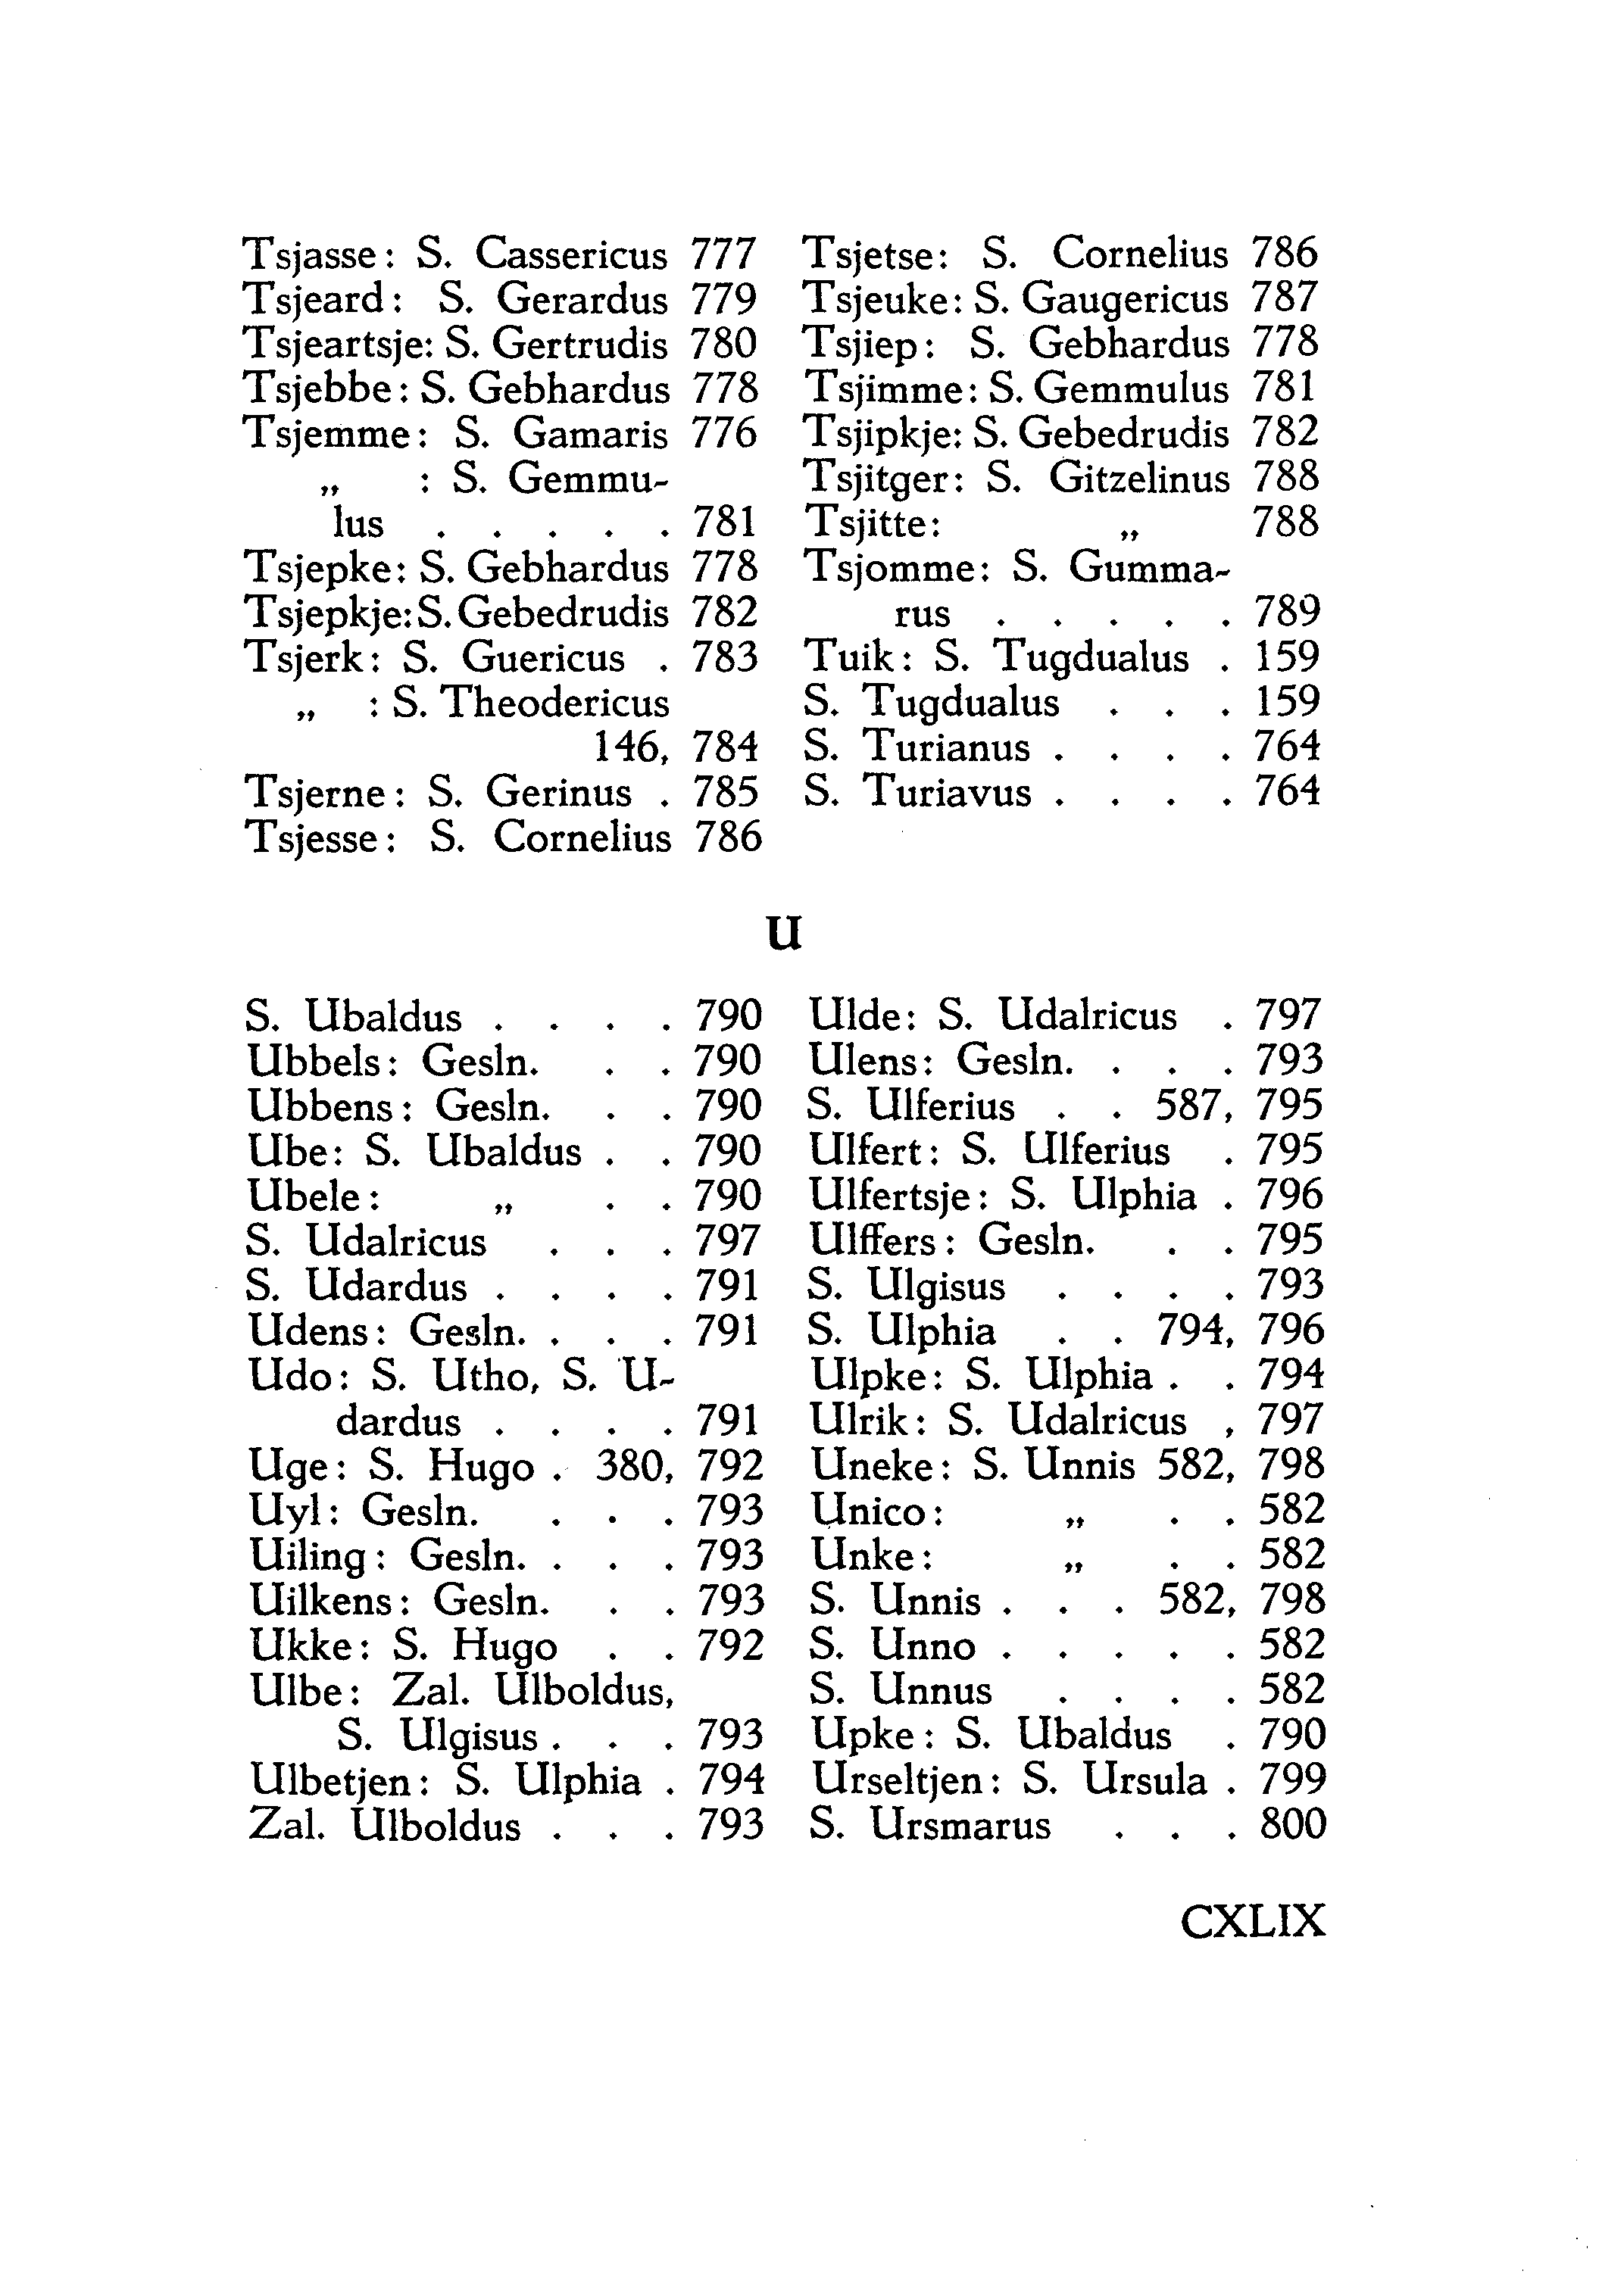 Tsjasse: S. Cassericus 777
Tsjeard: S. Gerardus 779
Tsjeartsje: S. Gertrudis 780
Tsjebbe: S. Gebhardus 778
Tsjemme: S. Gamaris 776
„ : S. Gemmu-
lus . . . . . 781
Tsjepke: S. Gebhardus 778
Tsjepkje: S. Gebedrudis 782
Tsjerk: S. Guericus . 783
„ : S. Theodericus
146, 784
Tsjerne: S. Gerinus . 785
Tsjesse: S. Cornelius 786
Tsjetse: S. Cornelius 786
Tsjeuke: S. Gaugericus 787
Tsjiep: S. Gebhardus 778
Tsjimme: S. Gemmulus 781
Tsjipkje: S. Gebedrudis 782
Tsjitger: S. Gitzelinus 788
Tsjitte: „ 788
Tsjomme: S. Gumma-
rus . . . . . 789
Tuik: S. Tugdualus . 159
S. Tugdualus . . . 159
S. Turianus . . . . 764
S. Turiavus . . . . 764
U
S. Ubaldus . . . . 790
Ubbels: Gesln. . . 790
Ubbens: Gesln. . . 790
Ube: S. Ubaldus . . 790
Ubele: „ . . 790
S. Udalricus . . . 797
S. Udardus . . . . 791
Udens: Gesln. . . . 791
Udo: S. Utho, S. U-
dardus . . . . 791
Uge: S. Hugo . 380, 792
Uyl: Gesln. . . . 793
Uiling: Gesln. . . . 793
Uilkens: Gesln. . . 793
Ukke: S. Hugo . . 792
Ulbe: Zal. Ulboldus,
S. Ulgisus . . . 793
Ulbetjen: S. Ulphia . 794
Zal. Ulboldus . . . 793
Ulde: S. Udalricus . 797
Ulens: Gesln. . . . 793
S. Ulferius . . 587, 795
Ulfert: S. Ulferius . 795
Ulfertsje: S. Ulphia . 796
Ulffers: Gesln. . . 795
S. Ulgisus . . . . 793
S. Ulphia . . 794, 796
Ulpke: S. Ulphia . . 794
Ulrik: S. Udalricus , 797
Uneke: S. Unnis 582, 798
Unico: „ . . 582
Unke: „ . . 582
S. Unnis . . . 582, 798
S. Unno . . . . . 582
S. Unnus . . . . 582
Upke: S. Ubaldus . 790
Urseltjen: S. Ursula . 799
S. Ursmarus . . . 800
CXLIX